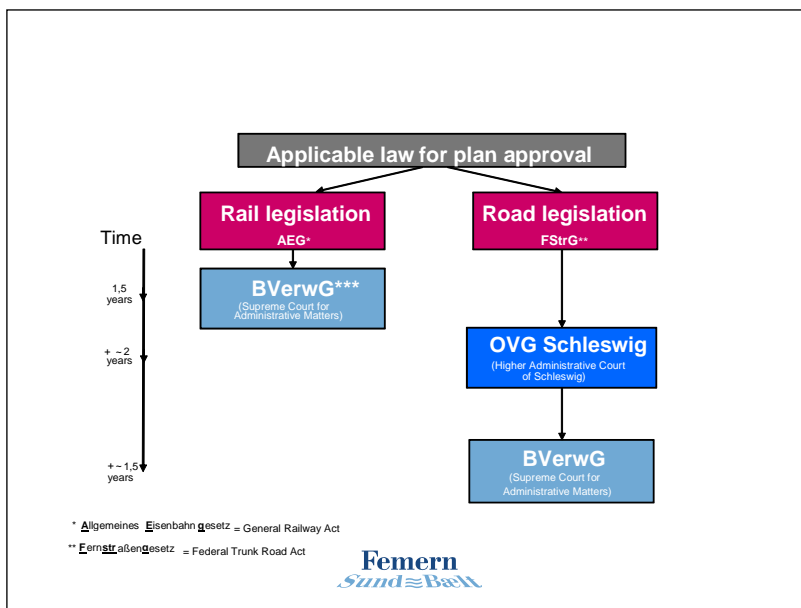 Applicable law for plan approval
Rail legislation
AEG*
Road legislation
FStrG**
Time
1,5
years
BVerwG***
(Supreme Court for
Administrative Matters)
+ ~2
years
OVG Schleswig
(Higher Administrative Court
of Schleswig)
+ ~ 1,5
years
BVerwG
(Supreme Court for
Administrative Matters)
* Allgemeines Eisenbahngesetz = General Railway Act
** Fernstraßengesetz = Federal Trunk Road Act
Femern
Sund≈Bælt